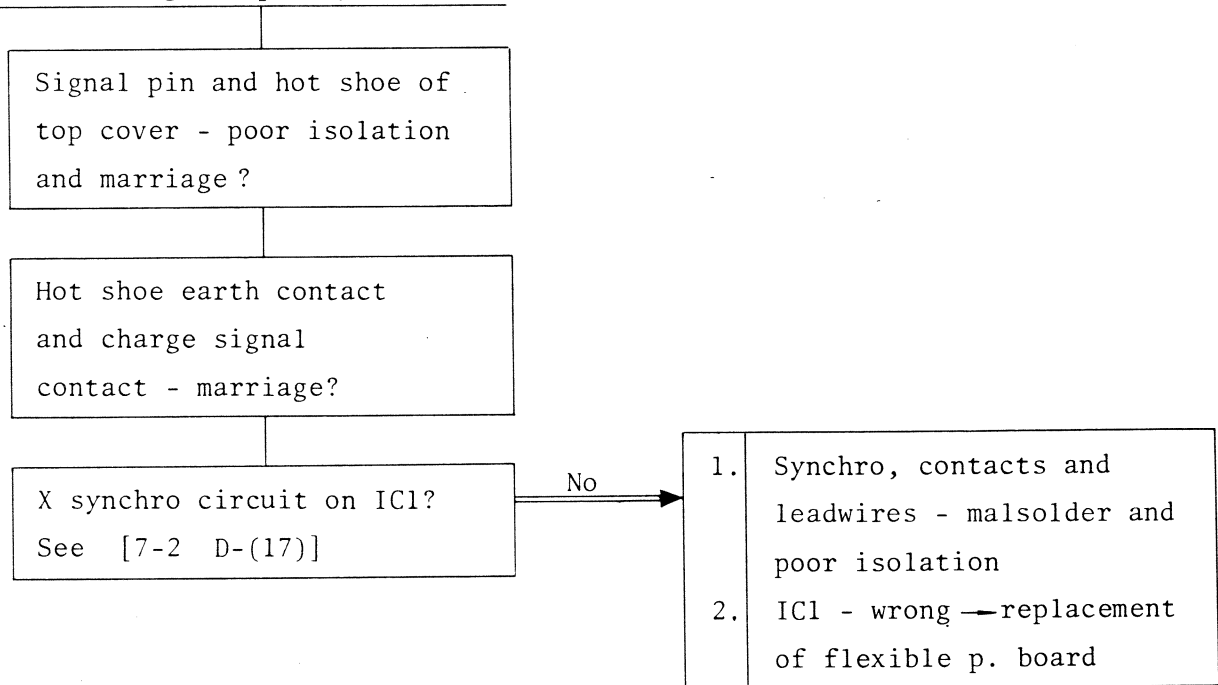 Signal pin and hot shoe of
top cover - poor isolation
and marriage ?
Hot shoe earth contact
and charge signal
contact - marriage?
X synchro circuit on IC1?
See [7-2 D-(17)]
No
1. Synchro, contacts and
leadwires - malsolder and
poor isolation
2. IC1 - wrong → replacement
of flexible p. board